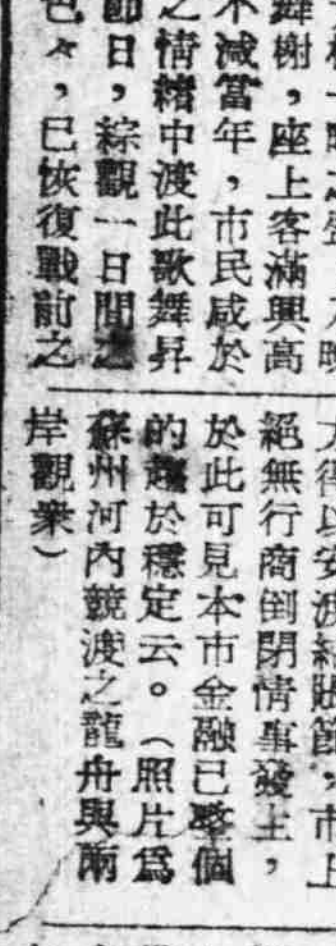 舞榭,座上客滿興高
不減當年,市民咸於
之情緒中渡此歌舞昇
節日,綜觀一日間之
色々,已恢復戰前之
絕無行商倒閉情事發生,
於此可見本市金融已整個
的趨於穩定云。(照片爲
蘇州河內競渡之龍舟與兩
岸觀衆)